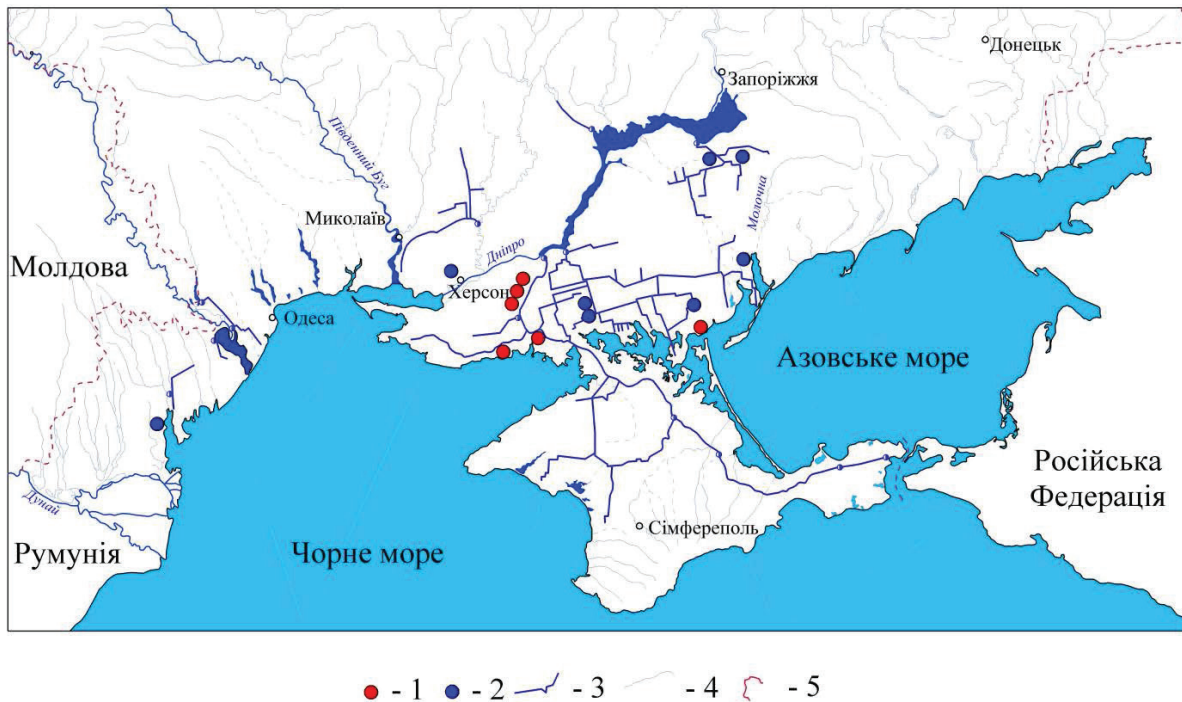 Донецьк
Запоріжжя
Південний Буг
Миколаїв
Молочна
Дніпро
Молдова
Херсон
Одеса
Азовське море
Російська
Федерація
Дунай
Сімферополь
Румунія
Чорне море
- 1 - 2 - 3 - 4 - 5